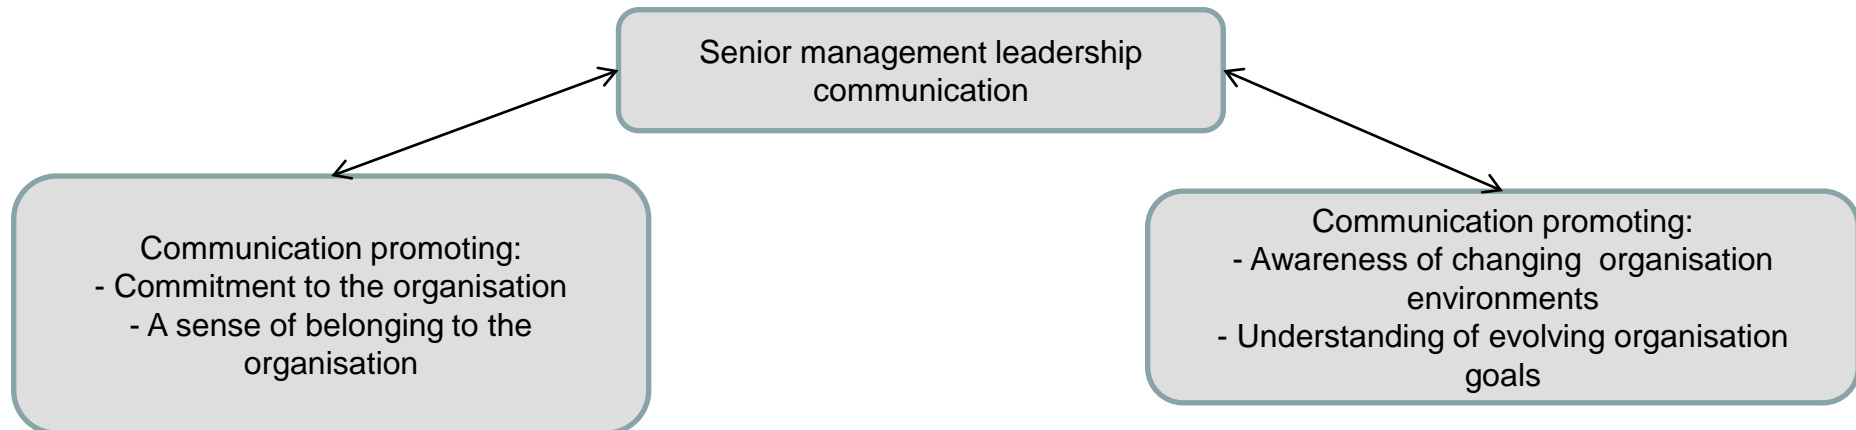 Senior management leadership
communication
Communication promoting:
- Commitment to the organisation
- A sense of belonging to the
organisation
Communication promoting:
- Awareness of changing  organisation
environments
- Understanding of evolving organisation
goals